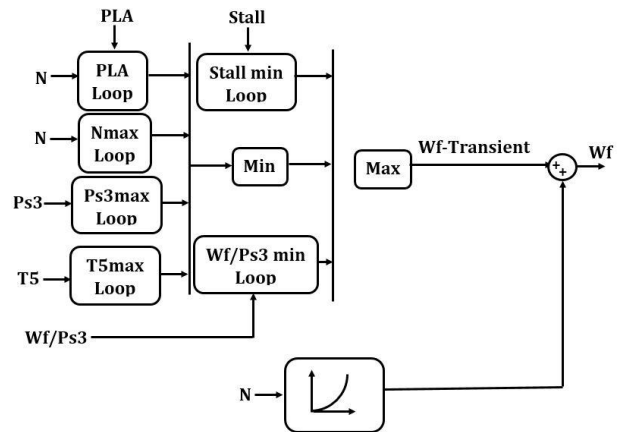 PLA
Stall
N
PLA
Loop
Stall min
Loop
N
Nmax
Loop
Min
Max
Wf-Transient
+
+
Wf
Ps3
Ps3max
Loop
T5
T5max
Loop
Wf/Ps3 min
Loop
Wf/Ps3
N